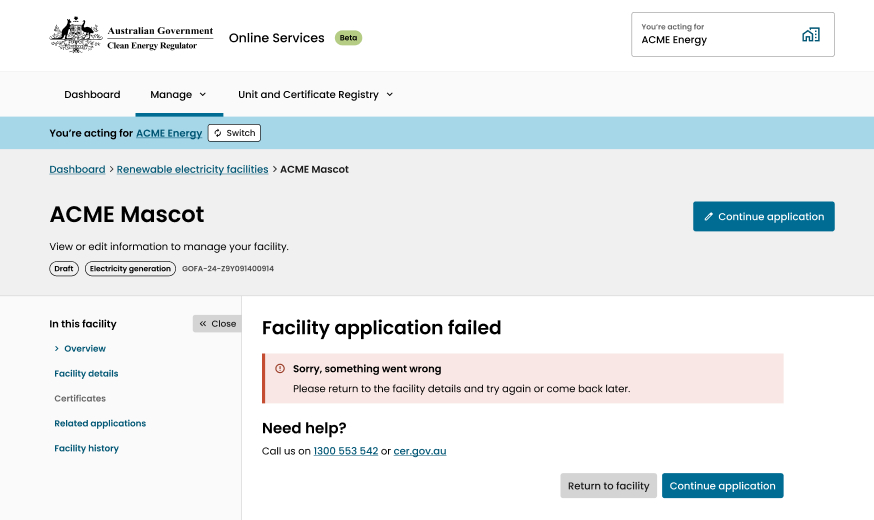 Australian Government
Clean Energy Regulator
Online Services Beta
You're acting for
ACME Energy
Dashboard Manage Unit and Certificate Registry
You're acting for ACME Energy Switch
Dashboard > Renewable electricity facilities > ACME Mascot
ACME Mascot
Continue application
View or edit information to manage your facility.
Draft Electricity generation GOFA-24-Z9Y091400914
In this facility
« Close
> Overview
Facility details
Certificates
Related applications
Facility history
Facility application failed
Sorry, something went wrong
Please return to the facility details and try again or come back later.
Need help?
Call us on 1300 553 542 or cer.gov.au
Return to facility Continue application